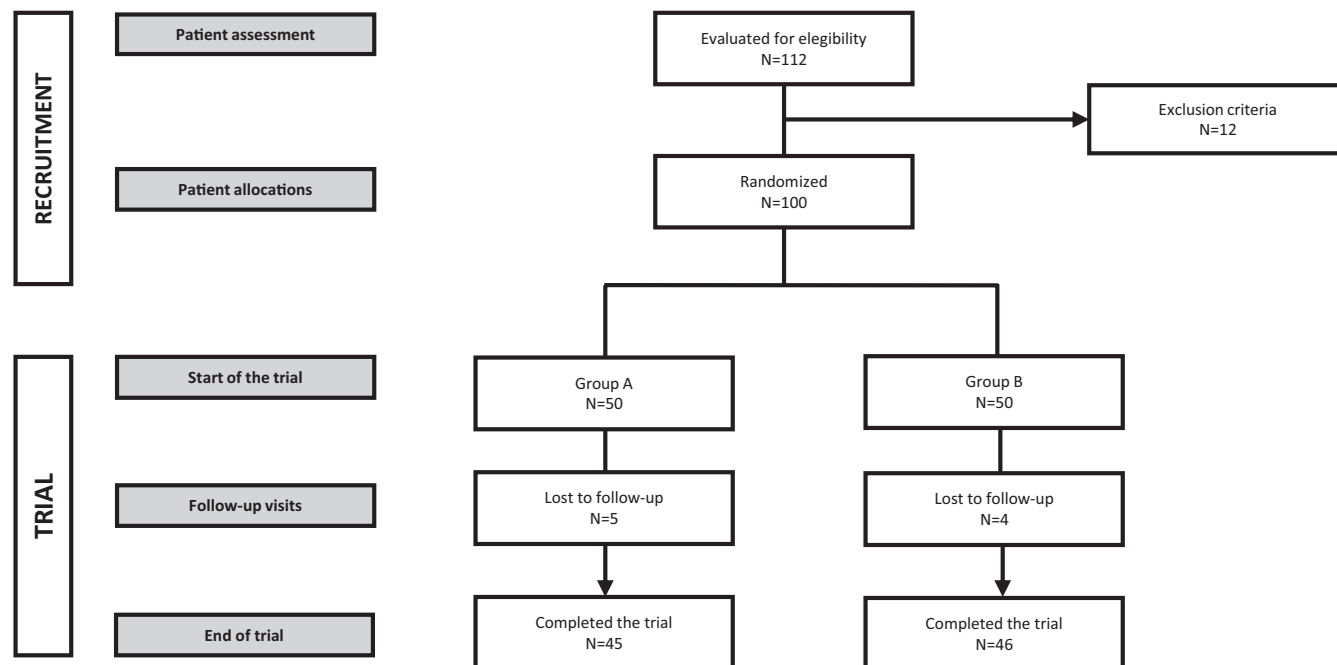 RECRUITMENT
Patient assessment
Evaluated for elegibility
N=112
Exclusion criteria
N=12
Patient allocations
Randomized
N=100
TRIAL
Start of the trial
Group A
N=50
Group B
N=50
Follow-up visits
Lost to follow-up
N=5
Lost to follow-up
N=4
End of trial
Completed the trial
N=45
Completed the trial
N=46